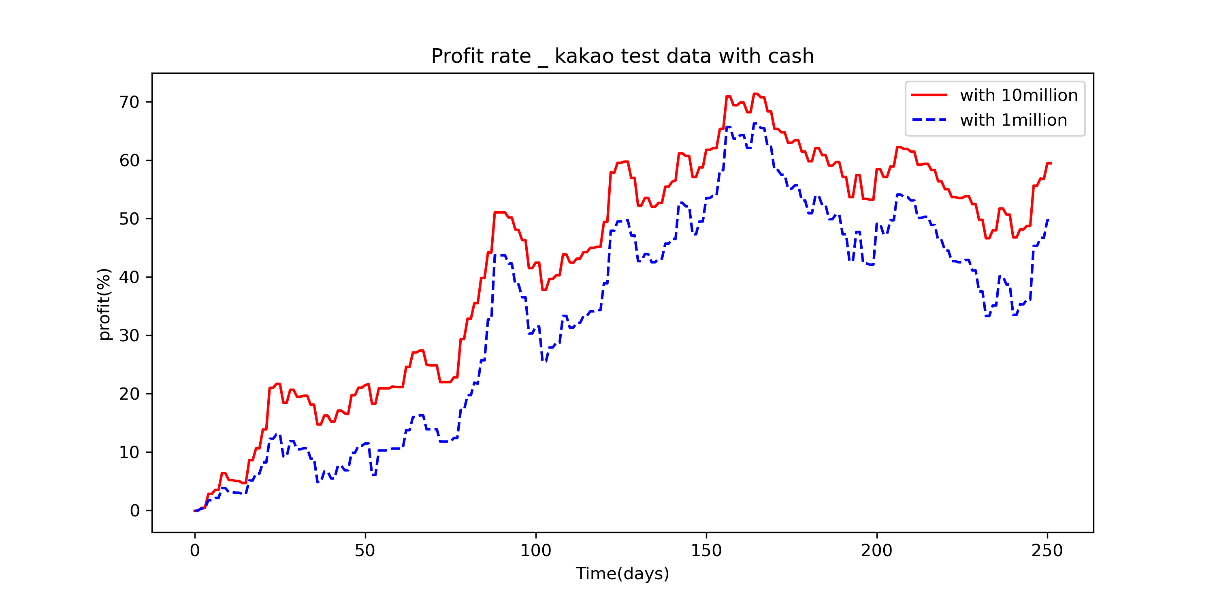 Profit rate _ kakao test data with cash
with 10million
with 1million
profit(%)
70
60
50
40
30
20
10
0
0 50 100 150 200 250
Time(days)